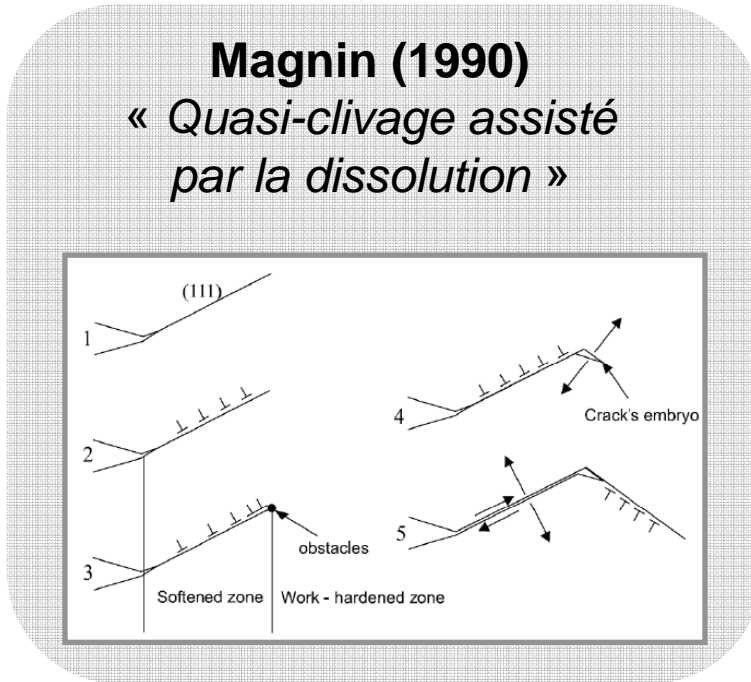 Magnin (1990)
« Quasi-clivage assisté
par la dissolution »
(111)
1
2
3
obstacles
Softened zone
Work - hardened zone
4
Crack's embryo
5